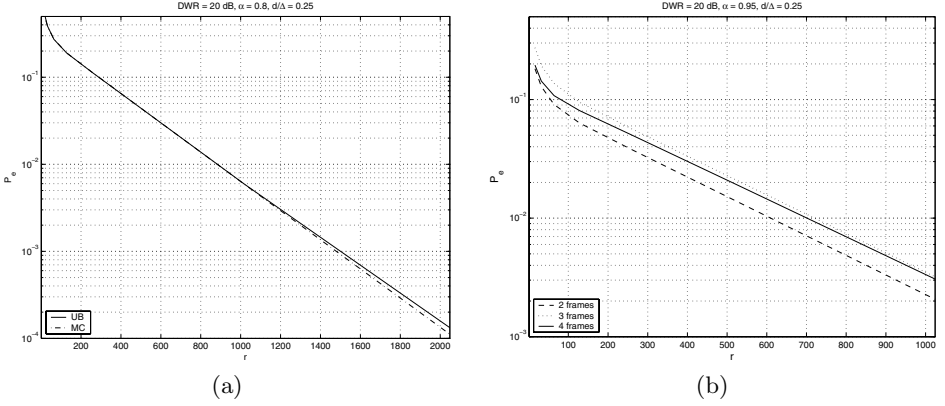 DWR = 20 dB, α = 0.8, d/Δ = 0.25
10⁻¹
10⁻²
10⁻³
10⁻⁴
Pₑ
UB
MC
200 400 600 800 1000 1200 1400 1600 1800 2000
r
(a)
DWR = 20 dB, α = 0.95, d/Δ = 0.25
10⁻¹
10⁻²
10⁻³
Pₑ
2 frames
3 frames
4 frames
100 200 300 400 500 600 700 800 900 1000
r
(b)